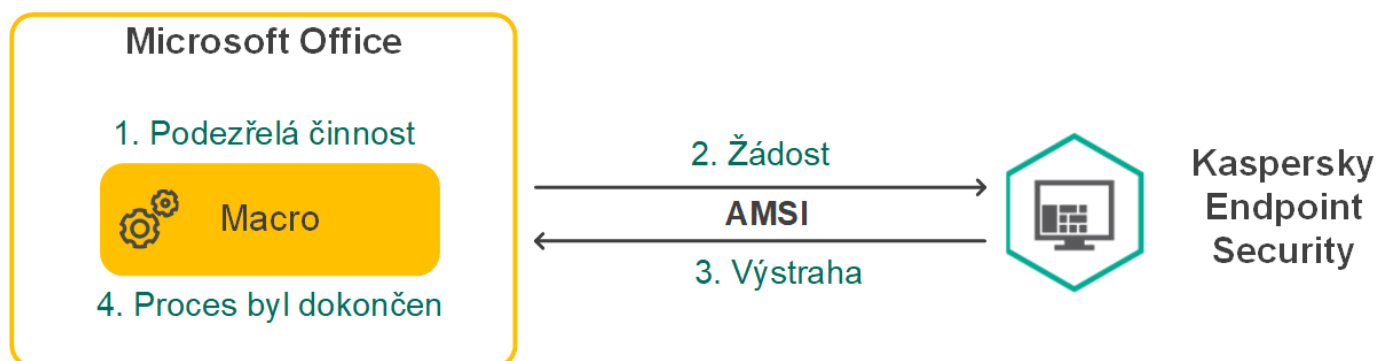 Microsoft Office
1. Podezřelá činnost
Macro
4. Proces byl dokončen
2. Žádost
AMSI
3. Výstraha
Kaspersky
Endpoint
Security